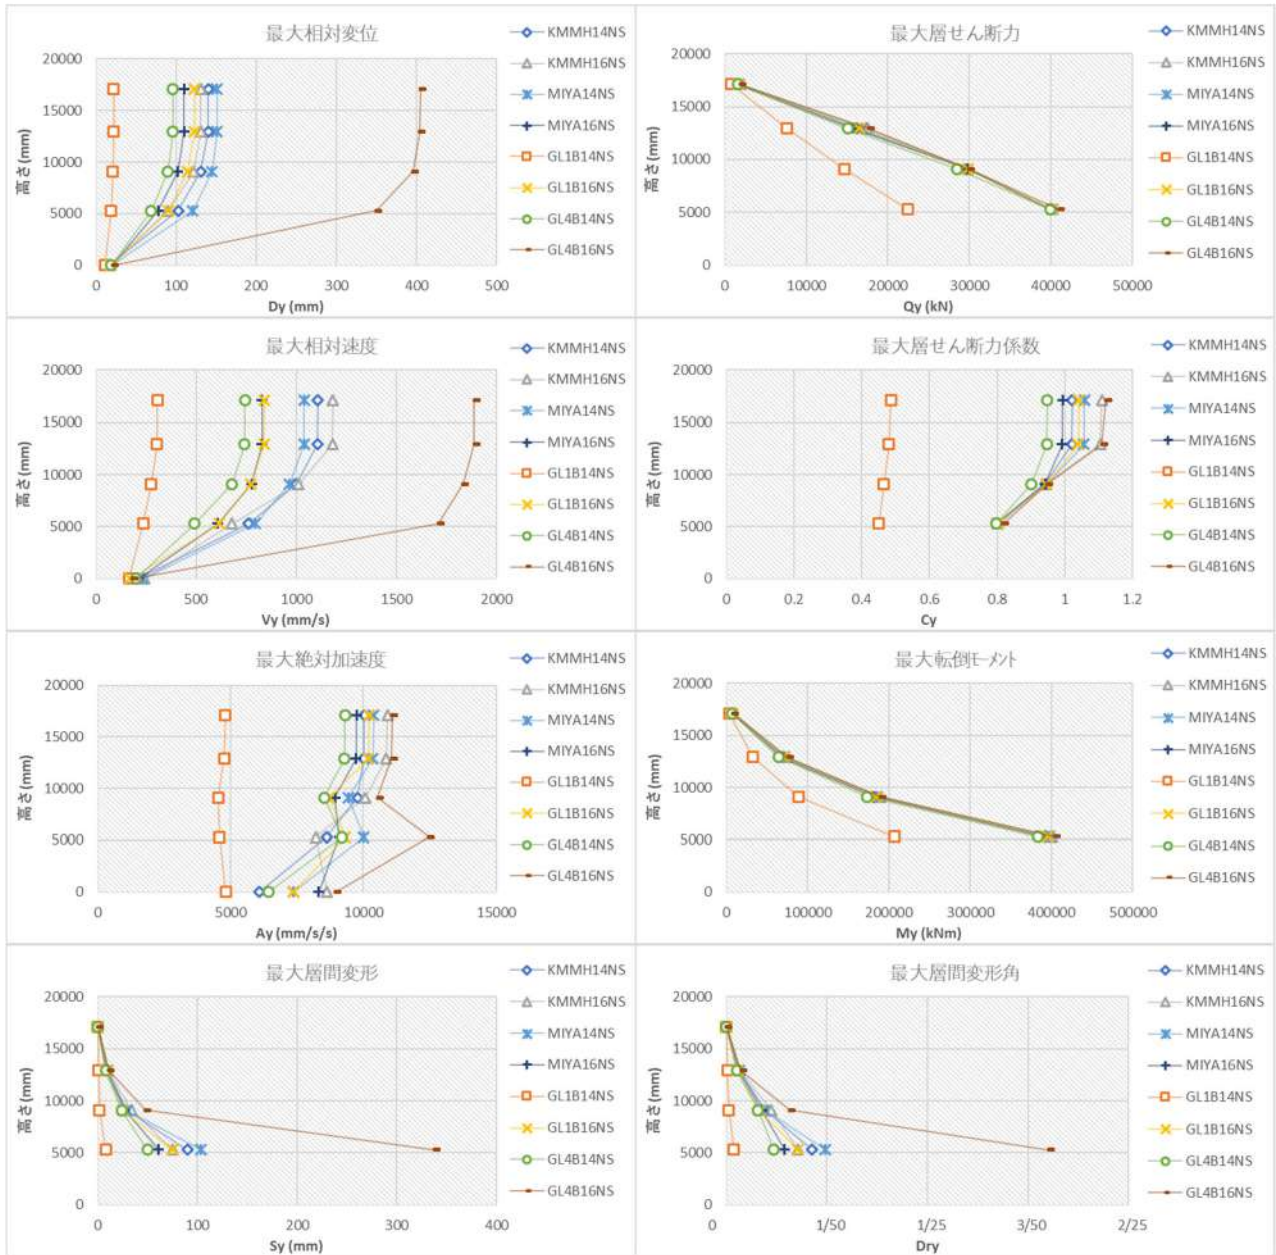 最大相対変位
高さ(mm)
20000
15000
10000
5000
0
0 100 200 300 400 500
Dy (mm)
KMMH14NS
KMMH16NS
MIYA14NS
MIYA16NS
GL1B14NS
GL1B16NS
GL4B14NS
GL4B16NS
最大層せん断力
高さ(mm)
20000
15000
10000
5000
0
0 10000 20000 30000 40000 50000
Qy (kN)
KMMH14NS
KMMH16NS
MIYA14NS
MIYA16NS
GL1B14NS
GL1B16NS
GL4B14NS
GL4B16NS
最大相対速度
高さ(mm)
20000
15000
10000
5000
0
0 500 1000 1500 2000
Vy (mm/s)
KMMH14NS
KMMH16NS
MIYA14NS
MIYA16NS
GL1B14NS
GL1B16NS
GL4B14NS
GL4B16NS
最大層せん断力係数
高さ(mm)
20000
15000
10000
5000
0
0 0.2 0.4 0.6 0.8 1 1.2
Cy
KMMH14NS
KMMH16NS
MIYA14NS
MIYA16NS
GL1B14NS
GL1B16NS
GL4B14NS
GL4B16NS
最大絶対加速度
高さ(mm)
20000
15000
10000
5000
0
0 5000 10000 15000
Ay (mm/s/s)
KMMH14NS
KMMH16NS
MIYA14NS
MIYA16NS
GL1B14NS
GL1B16NS
GL4B14NS
GL4B16NS
最大転倒ﾓｰﾒﾝﾄ
高さ(mm)
20000
15000
10000
5000
0
0 100000 200000 300000 400000 500000
My (kNm)
KMMH14NS
KMMH16NS
MIYA14NS
MIYA16NS
GL1B14NS
GL1B16NS
GL4B14NS
GL4B16NS
最大層間変形
高さ(mm)
20000
15000
10000
5000
0
0 100 200 300 400
Sy (mm)
KMMH14NS
KMMH16NS
MIYA14NS
MIYA16NS
GL1B14NS
GL1B16NS
GL4B14NS
GL4B16NS
最大層間変形角
高さ(mm)
20000
15000
10000
5000
0
0 1/50 1/25 3/50 2/25
Dry
KMMH14NS
KMMH16NS
MIYA14NS
MIYA16NS
GL1B14NS
GL1B16NS
GL4B14NS
GL4B16NS